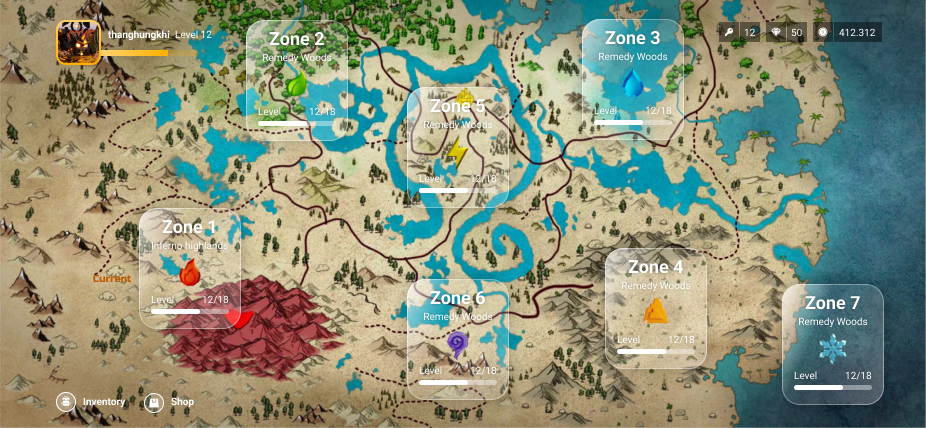 thanghungkhi Level 12
12 50 412.312
Zone 2
Remedy Woods
Level 12/18
Zone 3
Remedy Woods
Level 12/18
Zone 5
Remedy Woods
Level 12/18
Zone 1
Inferno highlands
Current
Level 12/18
Zone 4
Remedy Woods
Level 12/18
Zone 6
Remedy Woods
Level 12/18
Zone 7
Remedy Woods
Level 12/18
Inventory
Shop